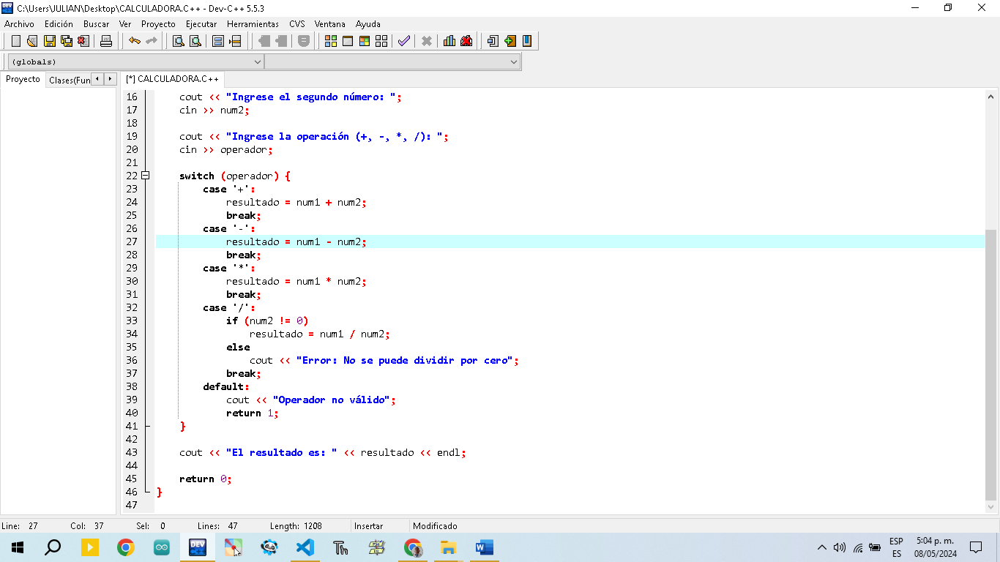 C:\Users\JULIAN\Desktop\CALCULADORA.C++ - Dev-C++ 5.5.3
Archivo Edición Buscar Ver Proyecto Ejecutar Herramientas CVS Ventana Ayuda
(globals)
Proyecto Clases(Fun [*] CALCULADORA.C++
16 cout << "Ingrese el segundo número: ";
17 cin >> num2;
18
19 cout << "Ingrese la operación (+, -, *, /): ";
20 cin >> operador;
21
22 switch (operador) {
23 case '+':
24 resultado = num1 + num2;
25 break;
26 case '-':
27 resultado = num1 - num2;
28 break;
29 case '*':
30 resultado = num1 * num2;
31 break;
32 case '/':
33 if (num2 != 0)
34 resultado = num1 / num2;
35 else
36 cout << "Error: No se puede dividir por cero";
37 break;
38 default:
39 cout << "Operador no válido";
40 return 1;
41 }
42
43 cout << "El resultado es: " << resultado << endl;
44
45 return 0;
46 }
47
Line: 27 Col: 37 Sel: 0 Lines: 47 Length: 1208 Insertar Modificado
DEV Th W ESP 5:04 p. m.
ES 08/05/2024